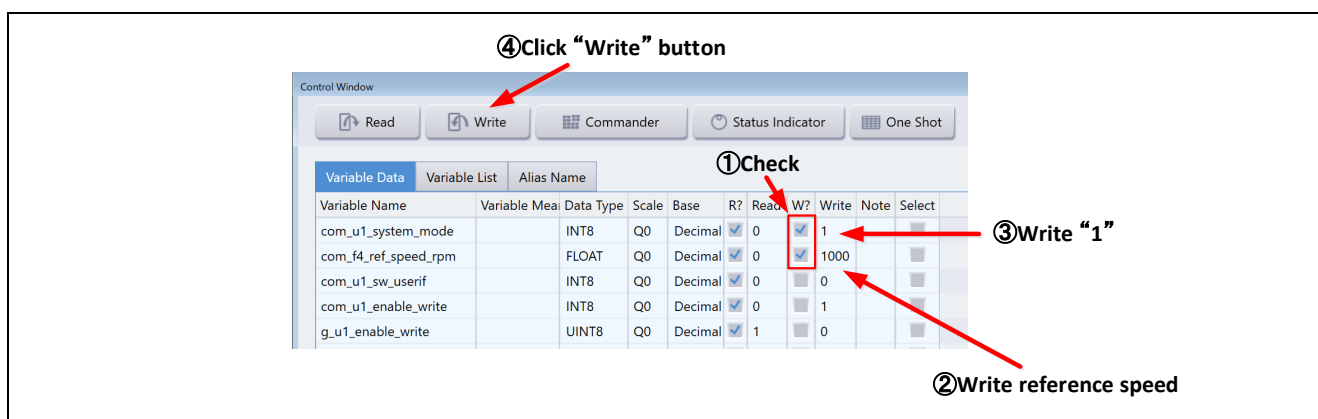 ④Click “Write” button
Control Window
Read Write Commander Status Indicator One Shot
①Check
Variable Data Variable List Alias Name
Variable Name Variable Mea Data Type Scale Base R? Read W? Write Note Select
com_u1_system_mode INT8 Q0 Decimal 0 1
③Write “1”
com_f4_ref_speed_rpm FLOAT Q0 Decimal 0 1000
com_u1_sw_userif INT8 Q0 Decimal 0 0
com_u1_enable_write INT8 Q0 Decimal 0 1
g_u1_enable_write UINT8 Q0 Decimal 1 0
②Write reference speed